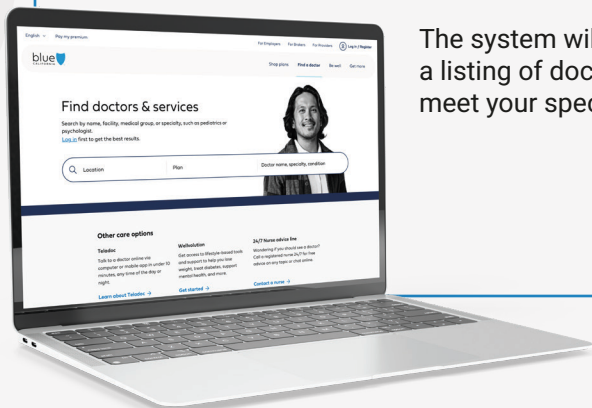 English
Pay my premium
For Employers
For Brokers
For Providers
Log in / Register
blue
CALIFORNIA
Shop plans
Find a doctor
Be well
Get more
Find doctors & services
Search by name, facility, medical group, or specialty, such as pediatrics or
psychologist.
Log in first to get the best results.
Location
Plan
Doctor name, specialty, condition
Other care options
Teladoc
Talk to a doctor online via
computer or mobile app in under 10
minutes, any time of the day or
night.
Learn about Teladoc →
Wellvolution
Get access to lifestyle-based tools
and support to help you lose
weight, treat diabetes, support
mental health, and more.
Get started →
24/7 Nurse advice line
Wondering if you should see a doctor?
Call a registered nurse 24/7 for free
advice on any topic or chat online.
Contact a nurse →
The system wil
a listing of doc
meet your spec